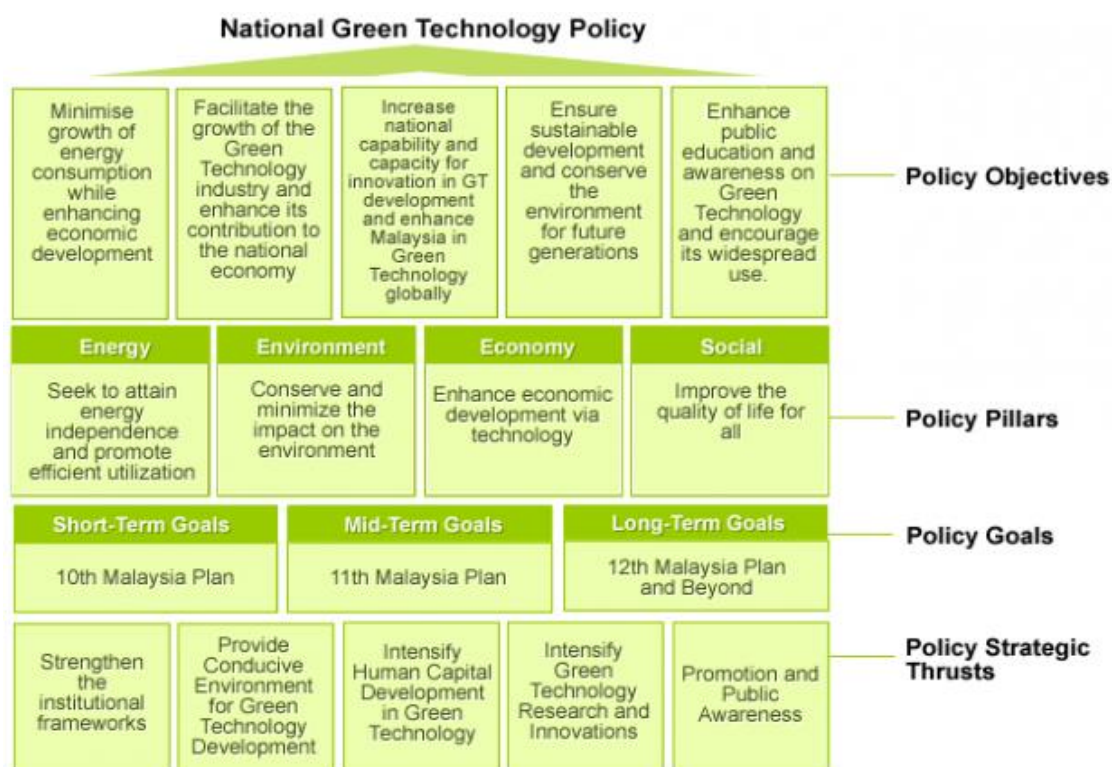 National Green Technology Policy
Minimise
growth of
energy
consumption
while
enhancing
economic
development
Facilitate the
growth of the
Green
Technology
industry and
enhance its
contribution to
the national
economy
Increase
national
capability and
capacity for
innovation in GT
development
and enhance
Malaysia in
Green
Technology
globally
Ensure
sustainable
development
and conserve
the
environment
for future
generations
Enhance
public
education and
awareness on
Green
Technology
and encourage
its widespread
use.
Policy Objectives
Energy
Seek to attain
energy
independence
and promote
efficient utilization
Environment
Conserve and
minimize the
impact on the
environment
Economy
Enhance economic
development via
technology
Social
Improve the
quality of life for
all
Policy Pillars
Short-Term Goals
10th Malaysia Plan
Mid-Term Goals
11th Malaysia Plan
Long-Term Goals
12th Malaysia Plan
and Beyond
Policy Goals
Strengthen
the
institutional
frameworks
Provide
Conducive
Environment
for Green
Technology
Development
Intensify
Human Capital
Development
in Green
Technology
Intensify
Green
Technology
Research and
Innovations
Promotion and
Public
Awareness
Policy Strategic
Thrusts